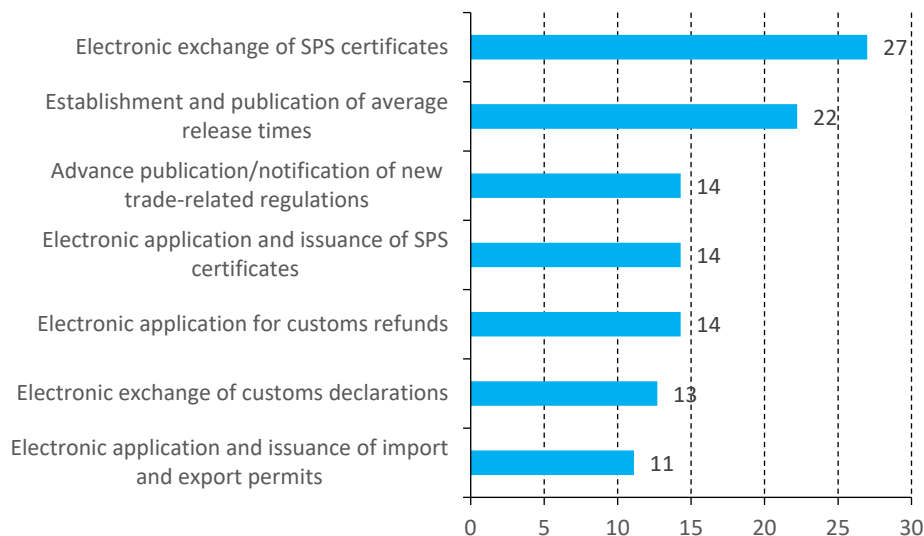 Electronic exchange of SPS certificates
27
Establishment and publication of average
release times
22
Advance publication/notification of new
trade-related regulations
14
Electronic application and issuance of SPS
certificates
14
Electronic application for customs refunds
14
Electronic exchange of customs declarations
13
Electronic application and issuance of import
and export permits
11
0 5 10 15 20 25 30